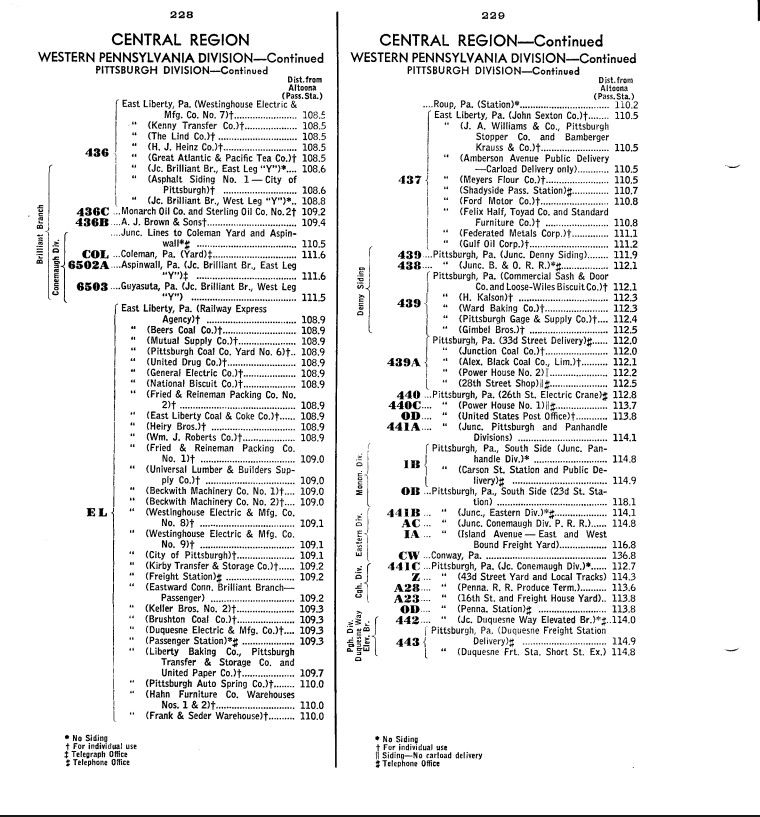 228
CENTRAL REGION
WESTERN PENNSYLVANIA DIVISION—Continued
PITTSBURGH DIVISION—Continued
Dist. from
Altoona
(Pass. Sta.)
East Liberty, Pa. (Westinghouse Electric &
Mfg. Co. No. 7)†.................. 108.5
" (Kenny Transfer Co.)†.............. 108.5
" (The Lind Co.)† .................. 108.5
" (H. J. Heinz Co.)†................ 108.5
436 " (Great Atlantic & Pacific Tea Co.)† 108.5
" (Jc. Brilliant Br., East Leg "Y")*.... 108.6
" (Asphalt Siding No. 1 — City of
Pittsburgh)† .................. 108.6
" (Jc. Brilliant Br., West Leg "Y")*.. 108.8
Brilliant Branch
436C ...Monarch Oil Co. and Sterling Oil Co. No.2† 109.2
436B ...A. J. Brown & Sons†...................... 109.4
Conemaugh Div.
...Junc. Lines to Coleman Yard and Aspin-
wall*⨎ .......................... 110.5
COL ...Coleman, Pa. (Yard)‡...................... 111.6
6502A ...Aspinwall, Pa. (Jc. Brilliant Br., East Leg
"Y")‡ .......................... 111.6
6503 ...Guyasuta, Pa. (Jc. Brilliant Br., West Leg
"Y") .......................... 111.5
East Liberty, Pa. (Railway Express
Agency)† ...................... 108.9
" (Beers Coal Co.)†.................. 108.9
" (Mutual Supply Co.)†.............. 108.9
" (Pittsburgh Coal Co. Yard No. 6)†.. 108.9
" (United Drug Co.)†................ 108.9
" (General Electric Co.)†............ 108.9
" (National Biscuit Co.)†............ 108.9
" (Fried & Reineman Packing Co. No.
2)†............................ 108.9
" (East Liberty Coal & Coke Co.)†.... 108.9
" (Heiry Bros.)†.................... 108.9
" (Wm. J. Roberts Co.)†............ 108.9
" (Fried & Reineman Packing Co.
No. 1)†........................ 109.0
" (Universal Lumber & Builders Sup-
ply Co.)†...................... 109.0
" (Beckwith Machinery Co. No. 1)†.... 109.0
" (Beckwith Machinery Co. No. 2)†.... 109.0
EL " (Westinghouse Electric & Mfg. Co.
No. 8)†........................ 109.1
" (Westinghouse Electric & Mfg. Co.
No. 9)†........................ 109.1
" (City of Pittsburgh)†.............. 109.1
" (Kirby Transfer & Storage Co.)†.... 109.2
" (Freight Station)⨎................ 109.2
" (Eastward Conn. Brilliant Branch—
Passenger) .................... 109.2
" (Keller Bros. No. 2)†.............. 109.3
" (Brushton Coal Co.)†.............. 109.3
" (Duquesne Electric & Mfg. Co.)†.... 109.3
" (Passenger Station)*⨎.............. 109.3
" (Liberty Baking Co., Pittsburgh
Transfer & Storage Co. and
United Paper Co.)†.............. 109.7
" (Pittsburgh Auto Spring Co.)†........ 110.0
" (Hahn Furniture Co. Warehouses
Nos. 1 & 2)†.................... 110.0
" (Frank & Seder Warehouse)†.......... 110.0
* No Siding
† For individual use
‡ Telegraph Office
⨎ Telephone Office
229
CENTRAL REGION—Continued
WESTERN PENNSYLVANIA DIVISION—Continued
PITTSBURGH DIVISION—Continued
Dist. from
Altoona
(Pass. Sta.)
....Roup, Pa. (Station)*...................... 110.2
East Liberty, Pa. (John Sexton Co.)†...... 110.5
" (J. A. Williams & Co., Pittsburgh
Stopper Co. and Bamberger
Krauss & Co.)†.................. 110.5
" (Amberson Avenue Public Delivery
—Carload Delivery only)........ 110.5
437 " (Meyers Flour Co.)†................ 110.5
" (Shadyside Pass. Station)⨎.......... 110.7
" (Ford Motor Co.)†................ 110.8
" (Felix Half, Toyad Co. and Standard
Furniture Co.)† ................ 110.8
" (Federated Metals Corp.)†.......... 111.1
" (Gulf Oil Corp.)†.................. 111.2
Denny Siding
439 ....Pittsburgh, Pa. (Junc. Denny Siding)...... 111.9
438 .... " (Junc. B. & O. R. R.)*⨎............ 112.1
Pittsburgh, Pa. (Commercial Sash & Door
Co. and Loose-Wiles Biscuit Co.)† 112.1
439 " (H. Kalson)†...................... 112.3
" (Ward Baking Co.)†................ 112.3
" (Pittsburgh Gage & Supply Co.)†.... 112.4
" (Gimbel Bros.)† .................. 112.5
Pittsburgh, Pa. (33d Street Delivery)⨎...... 112.0
" (Junction Coal Co.)†.............. 112.0
439A " (Alex. Black Coal Co., Lim.)†...... 112.1
" (Power House No. 2)||.............. 112.2
" (28th Street Shop)||⨎.............. 112.5
440 ...Pittsburgh, Pa. (26th St. Electric Crane)⨎ 112.8
440C.... " (Power House No. 1)||⨎............ 113.7
OD.... " (United States Post Office)†........ 113.8
441A.... " (Junc. Pittsburgh and Panhandle
Divisions) .................... 114.1
Monon. Div.
Pittsburgh, Pa., South Side (Junc. Pan-
handle Div.)* .................. 114.8
1B " (Carson St. Station and Public De-
livery)⨎ ...................... 114.9
OB ...Pittsburgh, Pa., South Side (23d St. Sta-
tion) .......................... 118.1
Eastern Div.
441B.... " (Junc., Eastern Div.)*⨎............ 114.1
AC.... " (Junc. Conemaugh Div. P. R. R.)...... 114.8
IA.... " (Island Avenue — East and West
Bound Freight Yard)............ 116.8
CW ...Conway, Pa. .............................. 136.8
Cgh. Div.
441C ...Pittsburgh, Pa. (Jc. Conemaugh Div.)*...... 112.7
Z.... " (43d Street Yard and Local Tracks) 114.3
A28.... " (Penna. R. R. Produce Term.)...... 113.6
A23.... " (16th St. and Freight House Yard).. 113.8
OD.... " (Penna. Station)⨎ ................ 113.8
Pgh. Div.
Duquesne Way
Elev. Br.
442.... " (Jc. Duquesne Way Elevated Br.)*⨎..114.0
Pittsburgh, Pa. (Duquesne Freight Station
443 Delivery)⨎ .................... 114.9
" (Duquesne Frt. Sta. Short St. Ex.) 114.8
* No Siding
† For individual use
|| Siding—No carload delivery
⨎ Telephone Office